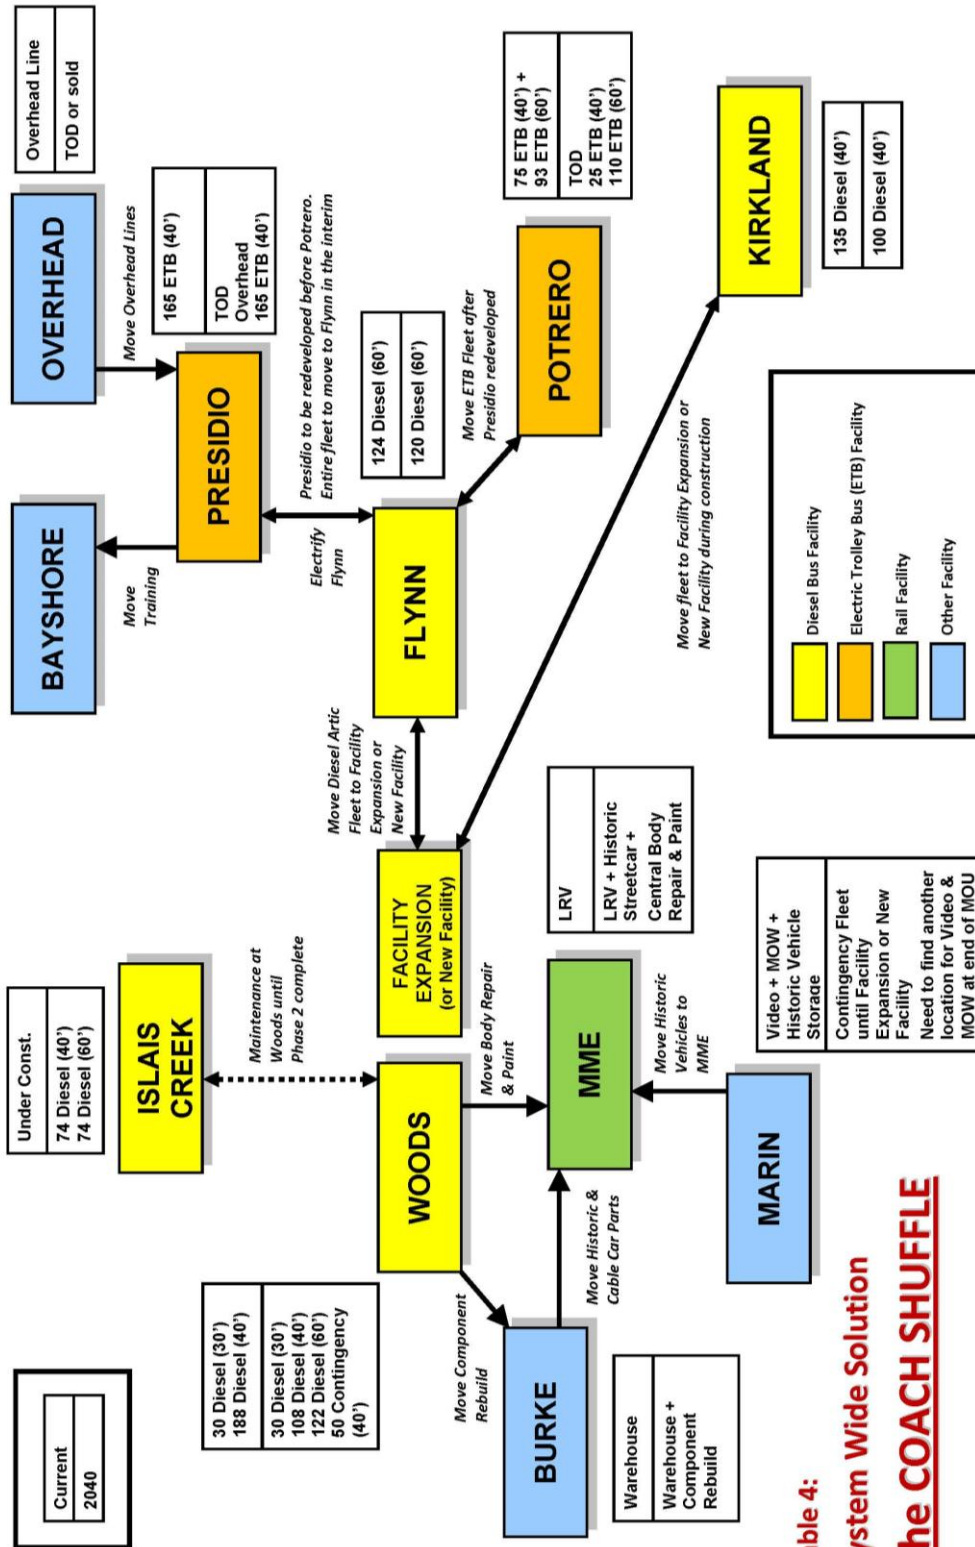 Current
2040
Under Const.
74 Diesel (40')
74 Diesel (60')
ISLAIS
CREEK
BAYSHORE
OVERHEAD
Overhead Line
TOD or sold
Move
Training
Move Overhead Lines
PRESIDIO
165 ETB (40')
TOD
Overhead
165 ETB (40')
Maintenance at
Woods until
Phase 2 complete
Electrify
Flynn
Presidio to be redeveloped before Potrero.
Entire fleet to move to Flynn in the interim
30 Diesel (30')
188 Diesel (40')
30 Diesel (30')
108 Diesel (40')
122 Diesel (60')
50 Contingency
(40')
WOODS
FACILITY
EXPANSION
(or New Facility)
Move Diesel Artic
Fleet to Facility
Expansion or
New Facility
FLYNN
124 Diesel (60')
120 Diesel (60')
Move Component
Rebuild
Move Body Repair
& Paint
Move ETB Fleet after
Presidio redeveloped
75 ETB (40') +
93 ETB (60')
TOD
25 ETB (40')
110 ETB (60')
BURKE
Move Historic &
Cable Car Parts
MME
LRV
LRV + Historic
Streetcar +
Central Body
Repair & Paint
POTRERO
Warehouse
Warehouse +
Component
Rebuild
Move Historic
Vehicles to
MME
Move fleet to Facility Expansion or
New Facility during construction
KIRKLAND
135 Diesel (40')
100 Diesel (40')
MARIN
Video + MOW +
Historic Vehicle
Storage
Contingency Fleet
until Facility
Expansion or New
Facility
Need to find another
location for Video &
MOW at end of MOU
Diesel Bus Facility
Electric Trolley Bus (ETB) Facility
Rail Facility
Other Facility
able 4:
ystem Wide Solution
he COACH SHUFFLE